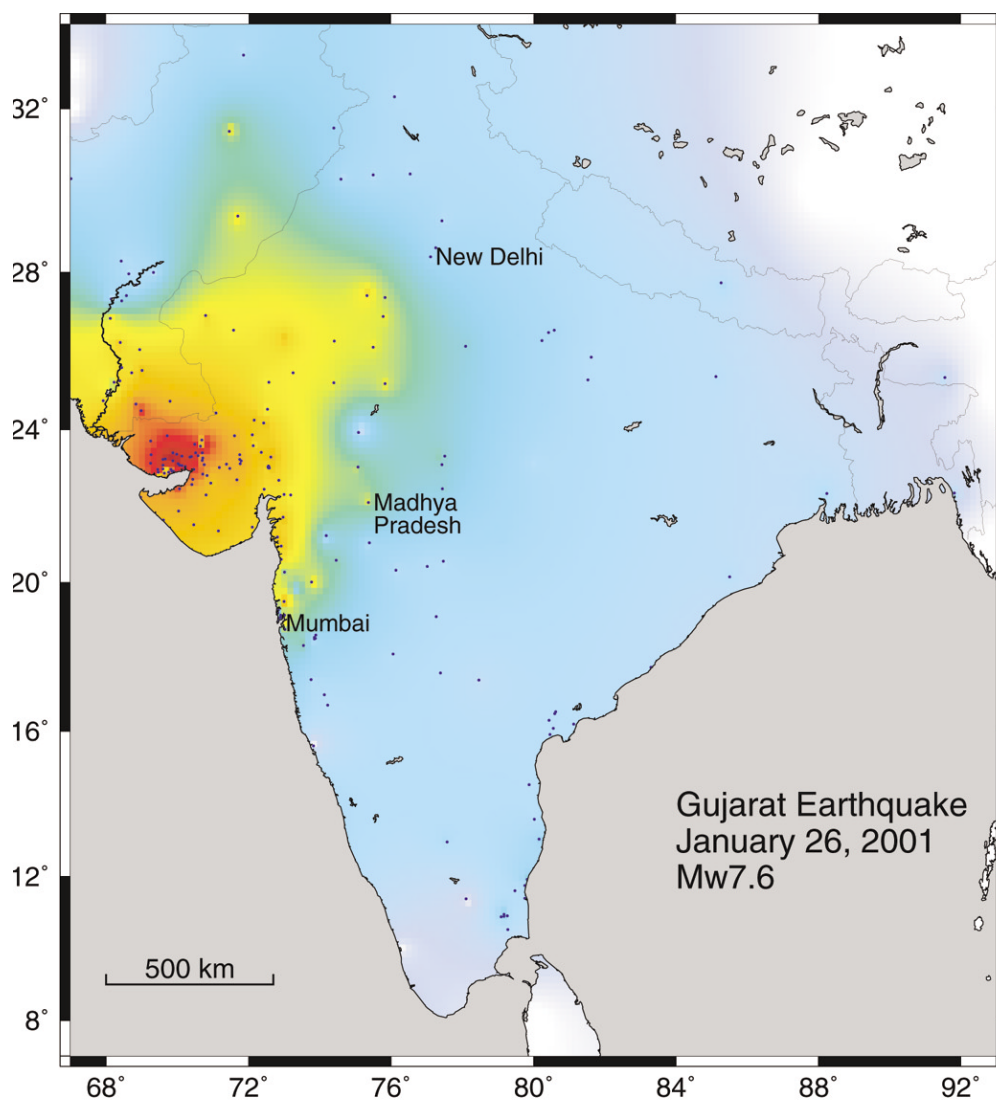 32°
28°
New Delhi
24°
Madhya
Pradesh
20°
Mumbai
16°
Gujarat Earthquake
January 26, 2001
Mw7.6
12°
500 km
8°
68° 72° 76° 80° 84° 88° 92°